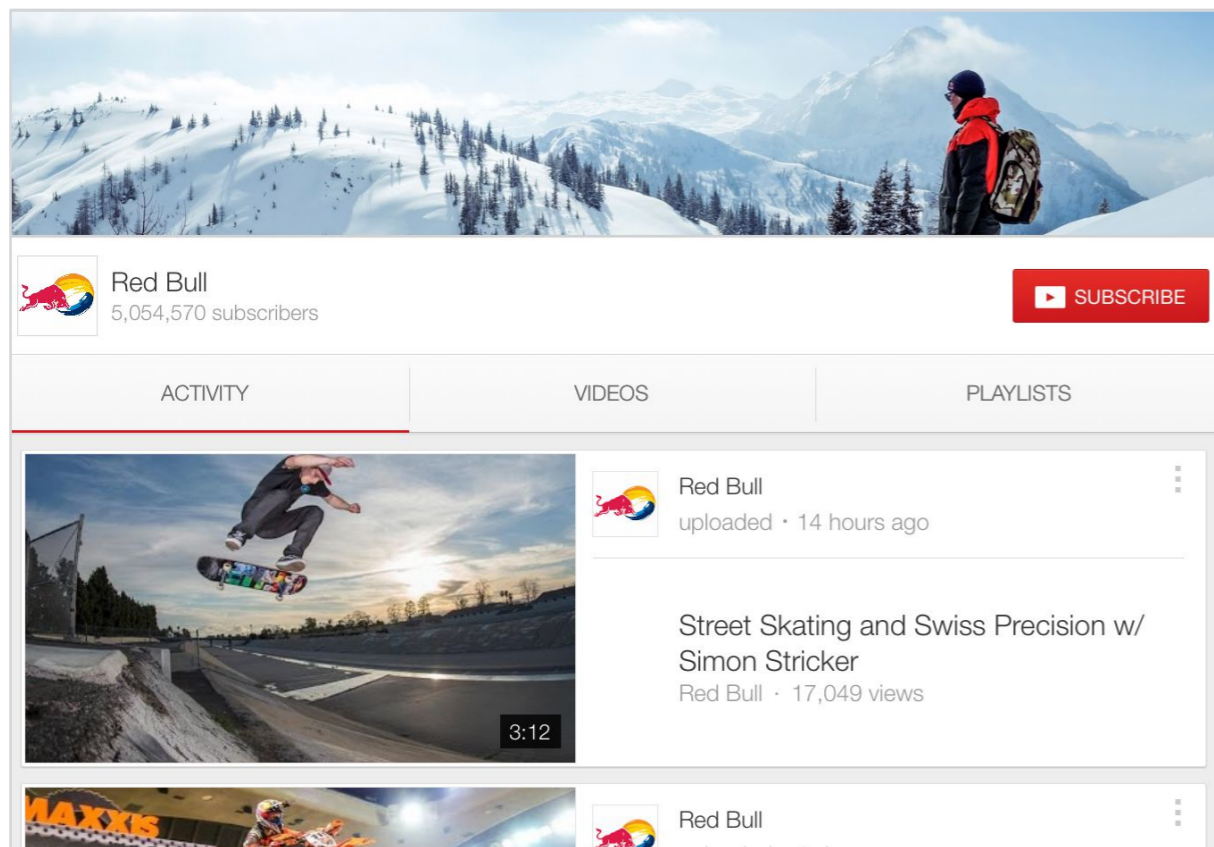 Red Bull
5,054,570 subscribers
SUBSCRIBE
ACTIVITY
VIDEOS
PLAYLISTS
Red Bull
uploaded · 14 hours ago
Street Skating and Swiss Precision w/
Simon Stricker
Red Bull · 17,049 views
3:12
MAXXIS
Red Bull